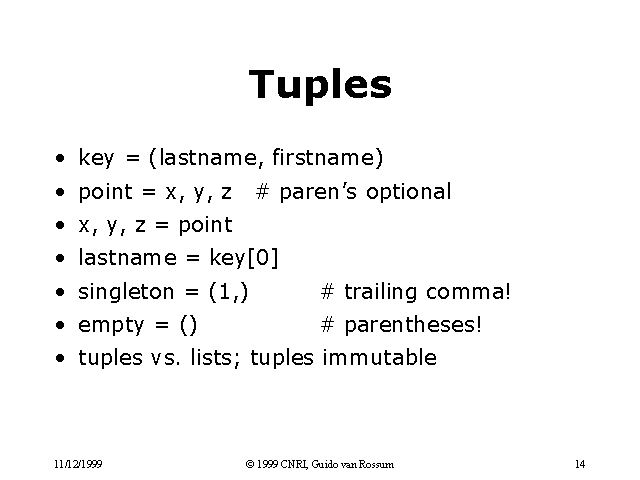 Tuples
• key = (lastname, firstname)
• point = x, y, z # paren’s optional
• x, y, z = point
• lastname = key[0]
• singleton = (1,) # trailing comma!
• empty = () # parentheses!
• tuples vs. lists; tuples immutable
11/12/1999 © 1999 CNRI, Guido van Rossum 14